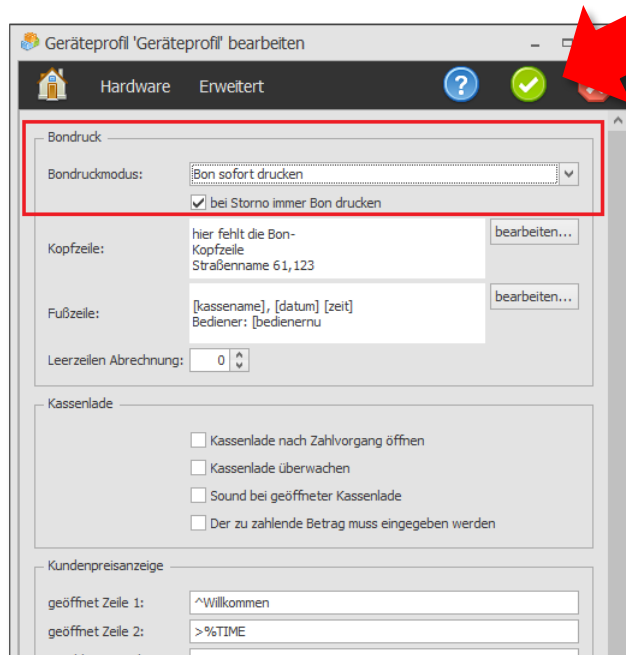 Geräteprofil 'Geräteprofil' bearbeiten
Hardware Erweitert
Bondruck
Bondruckmodus: Bon sofort drucken
bei Storno immer Bon drucken
Kopfzeile: hier fehlt die Bon- bearbeiten...
Kopfzeile
Straßenname 61,123
Fußzeile: [kassename], [datum] [zeit] bearbeiten...
Bediener: [bedienernu
Leerzeilen Abrechnung: 0
Kassenlade
Kassenlade nach Zahlvorgang öffnen
Kassenlade überwachen
Sound bei geöffneter Kassenlade
Der zu zahlende Betrag muss eingegeben werden
Kundenpreisanzeige
geöffnet Zeile 1: ^Willkommen
geöffnet Zeile 2: >%TIME